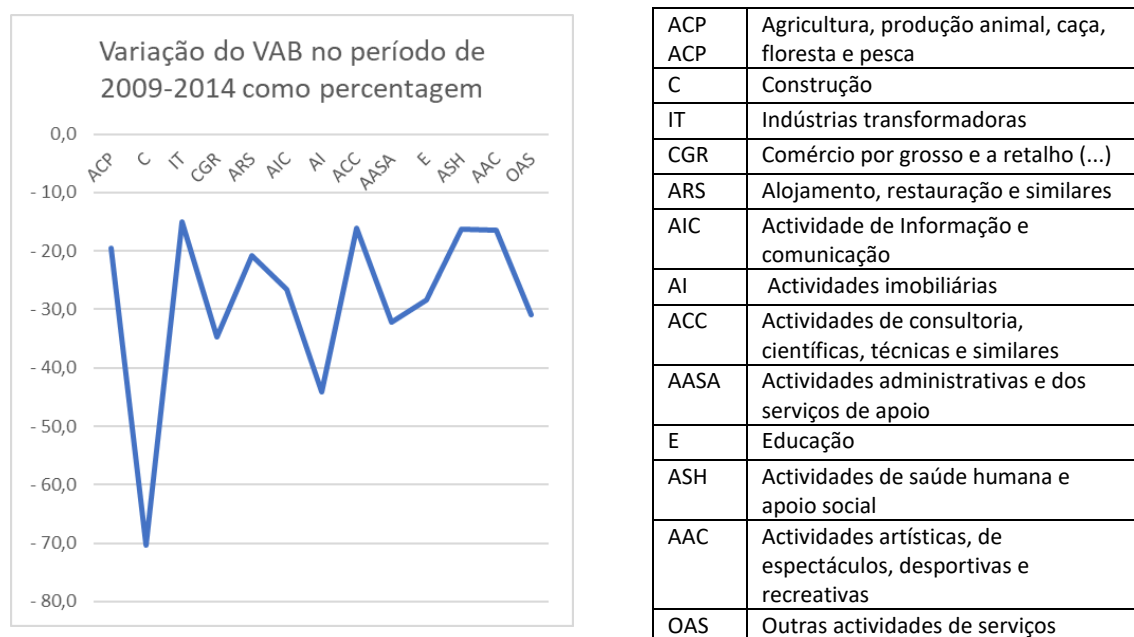 Variação do VAB no período de
2009-2014 como percentagem
0,0
- 10,0
- 20,0
- 30,0
- 40,0
- 50,0
- 60,0
- 70,0
- 80,0
ACP
C
IT
CGR
ARS
AIC
AI
ACC
AASA
E
ASH
AAC
OAS
ACP Agricultura, produção animal, caça,
ACP floresta e pesca
C Construção
IT Indústrias transformadoras
CGR Comércio por grosso e a retalho (...)
ARS Alojamento, restauração e similares
AIC Actividade de Informação e
comunicação
AI Actividades imobiliárias
ACC Actividades de consultoria,
científicas, técnicas e similares
AASA Actividades administrativas e dos
serviços de apoio
E Educação
ASH Actividades de saúde humana e
apoio social
AAC Actividades artísticas, de
espectáculos, desportivas e
recreativas
OAS Outras actividades de serviços